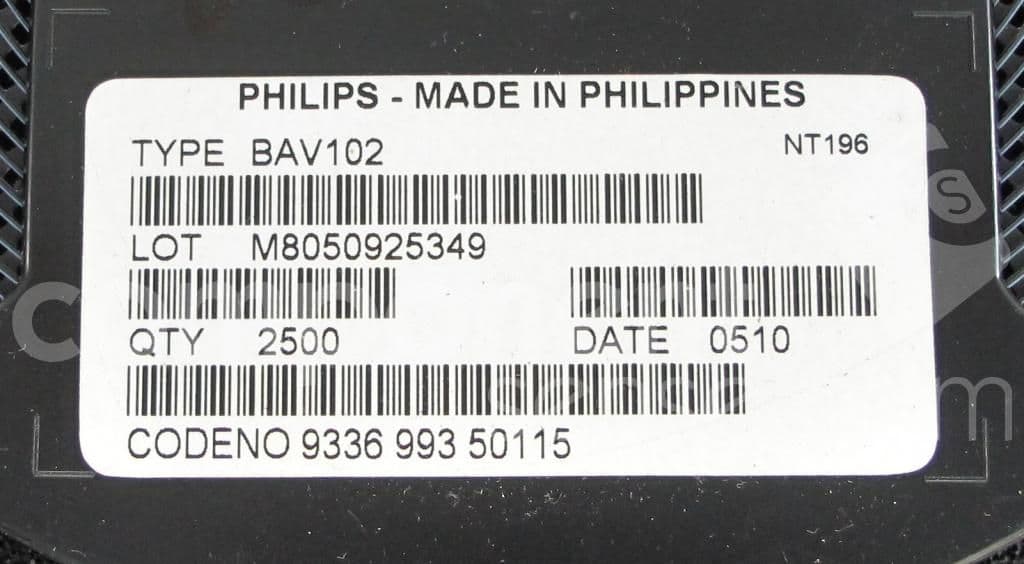 PHILIPS - MADE IN PHILIPPINES
TYPE BAV102
NT196
LOT M8050925349
QTY 2500
DATE 0510
CODENO 9336 993 50115